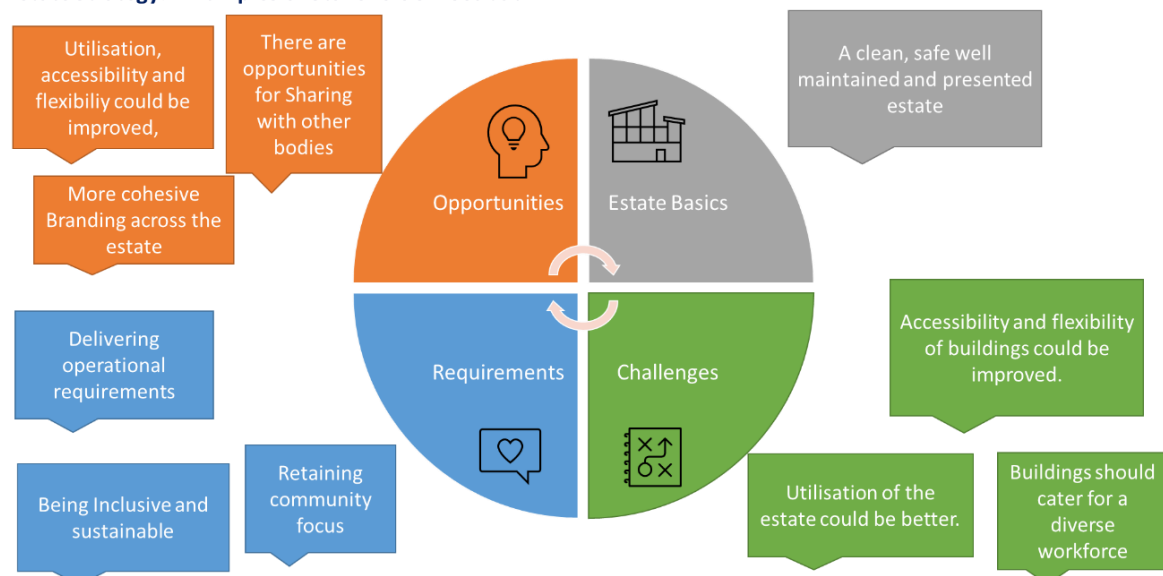 Utilisation,
accessibility and
flexibiliy could be
improved,
There are
opportunities
for Sharing
with other
bodies
More cohesive
Branding across the
estate
Opportunities
Estate Basics
A clean, safe well
maintained and presented
estate
Delivering
operational
requirements
Being Inclusive and
sustainable
Retaining
community
focus
Requirements
Challenges
Accessibility and flexibility
of buildings could be
improved.
Utilisation of the
estate could be better.
Buildings should
cater for a
diverse
workforce